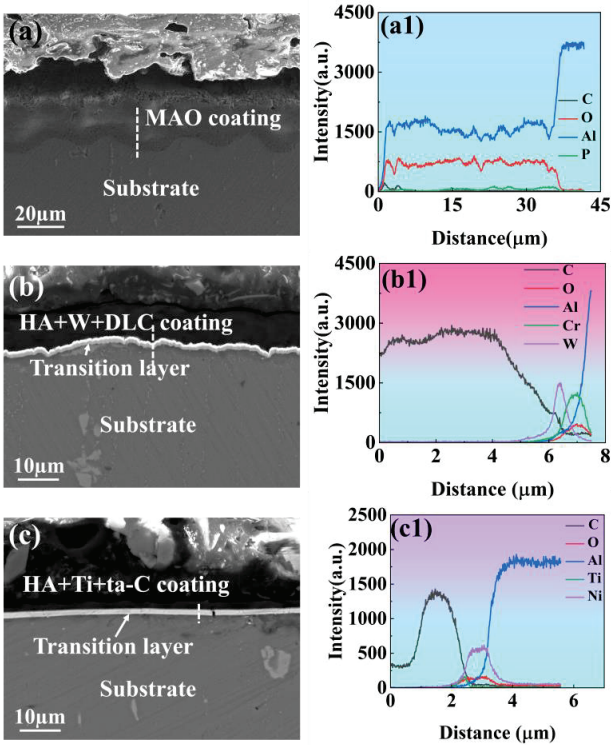 (a)
MAO coating
Substrate
20μm
(a1)
Intensity(a.u.)
4500
3000
1500
0
C
O
Al
P
0 15 30 45
Distance(μm)
(b)
HA+W+DLC coating
Transition layer
Substrate
10μm
(b1)
Intensity(a.u.)
4500
3000
1500
0
C
O
Al
Cr
W
0 2 4 6 8
Distance (μm)
(c)
HA+Ti+ta-C coating
Transition layer
Substrate
10μm
(c1)
Intensity(a.u.)
2500
2000
1500
1000
500
0
C
O
Al
Ti
Ni
0 2 4 6
Distance (μm)